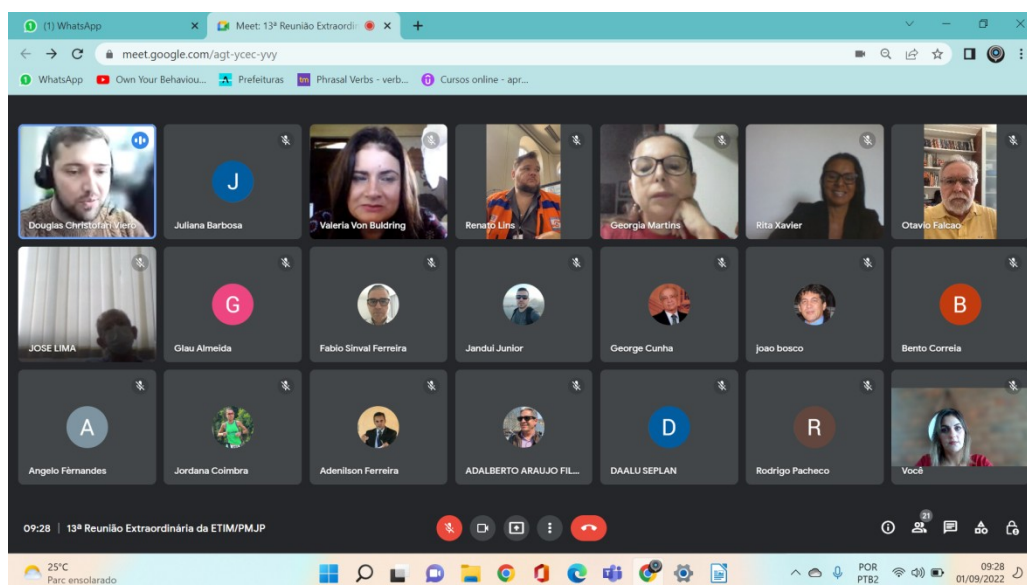 (1) WhatsApp
Meet: 13ª Reunião Extraordi
meet.google.com/agt-ycec-yvy
WhatsApp
Own Your Behaviou...
Prefeituras
tm
Phrasal Verbs - verb...
Cursos online - apr...
Douglas Christofari Viero
J
Juliana Barbosa
Valeria Von Buldring
Renato Lins
Georgia Martins
Rita Xavier
Otavio Falcao
JOSE LIMA
G
Glau Almeida
Fabio Sinval Ferreira
Jandui Junior
George Cunha
joao bosco
B
Bento Correia
A
Angelo Fèrnandes
Jordana Coimbra
Adenilson Ferreira
ADALBERTO ARAUJO FIL...
D
DAALU SEPLAN
R
Rodrigo Pacheco
Você
09:28 | 13ª Reunião Extraordinária da ETIM/PMJP
21
25°C
Parc ensolarado
POR
PTB2
09:28
01/09/2022
2